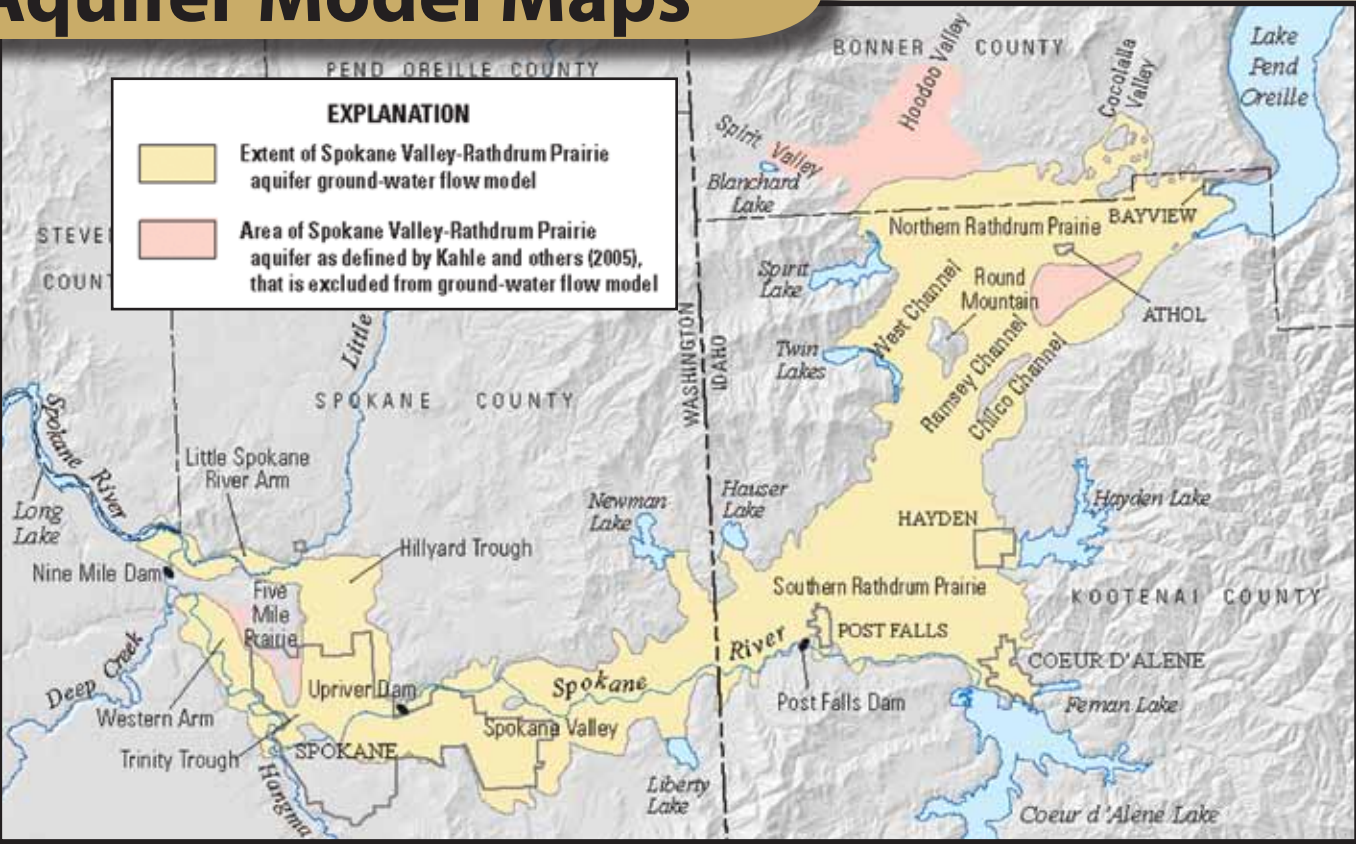 Aquifer Model Maps
PEND OREILLE COUNTY
BONNER COUNTY
Hoodoo Valley
Cocolalla
Valley
Lake
Pend
Oreille
EXPLANATION
Extent of Spokane Valley-Rathdrum Prairie
aquifer ground-water flow model
Area of Spokane Valley-Rathdrum Prairie
aquifer as defined by Kahle and others (2005),
that is excluded from ground-water flow model
Spirit Valley
Blanchard
Lake
Northern Rathdrum Prairie
BAYVIEW
STEVE
COUN
Spirit
Lake
West Channel
Round
Mountain
ATHOL
WASHINGTON
IDAHO
Twin
Lakes
Ramsey Channel
Chilco Channel
Little
SPOKANE COUNTY
Spokane River
Little Spokane
River Arm
Long
Lake
Newman
Lake
Hauser
Lake
Hayden Lake
HAYDEN
Hillyard Trough
Nine Mile Dam
Five
Mile
Prairie
Southern Rathdrum Prairie
KOOTENAI COUNTY
POST FALLS
Spokane River
COEUR D'ALENE
Deep Creek
Upriver Dam
Post Falls Dam
Fernan Lake
Western Arm
Spokane Valley
Trinity Trough
SPOKANE
Hangma
Liberty
Lake
Coeur d'Alene Lake